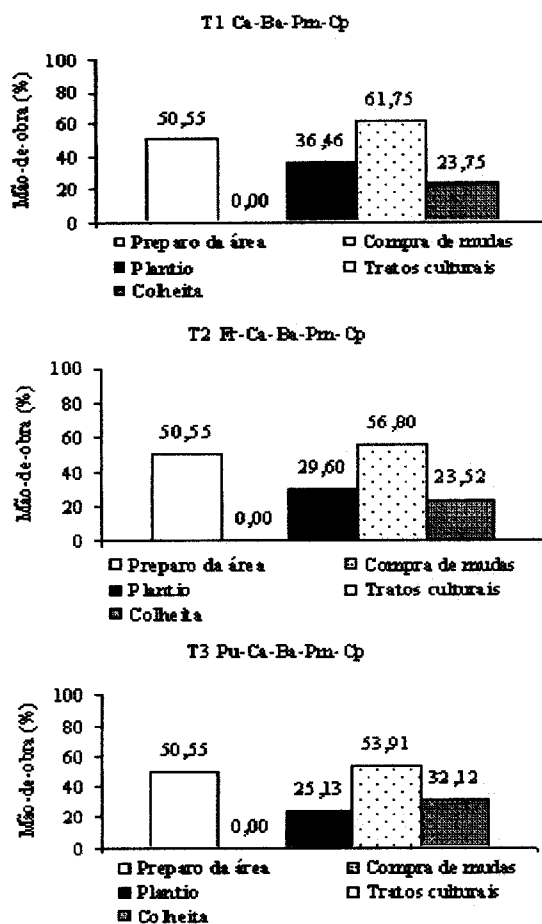 T1 Ca-Ba-Pm-Cp
Mão-de-obra (%)
100
80
60
40
20
0
50,55
0,00
36,46
61,75
23,75
Preparo da área
Compra de mudas
Plantio
Tratos culturais
Colheita
T2 Fr-Ca-Ba-Pm-Cp
Mão-de-obra (%)
100
80
60
40
20
0
50,55
0,00
29,60
56,80
23,52
Preparo da área
Compra de mudas
Plantio
Tratos culturais
Colheita
T3 Pu-Ca-Ba-Pm-Cp
Mão-de-obra (%)
100
80
60
40
20
0
50,55
0,00
25,13
53,91
32,12
Preparo da área
Compra de mudas
Plantio
Tratos culturais
Colheita